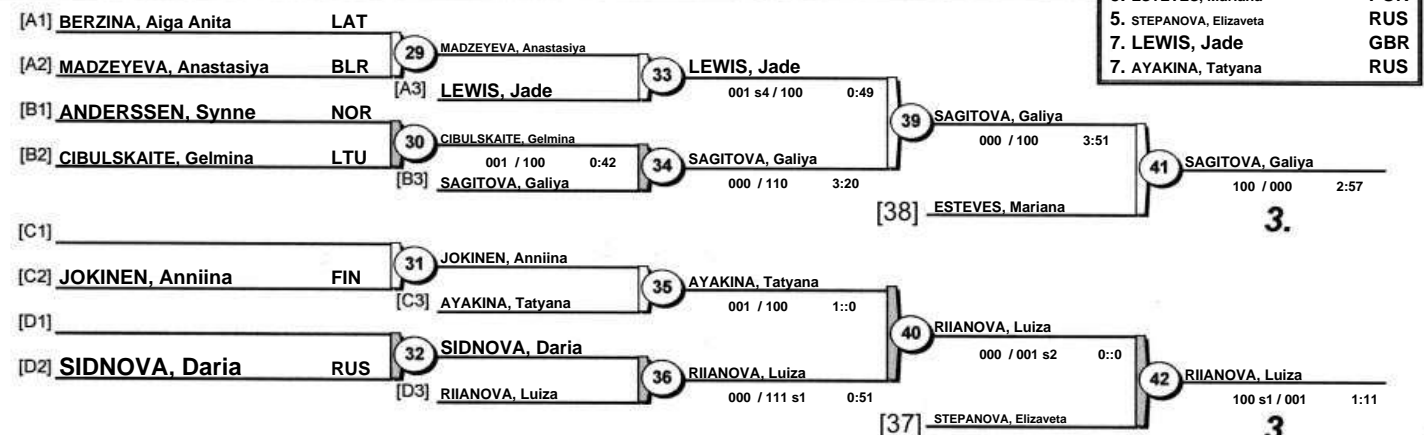 POR
5. STEPANOVA, Elizaveta RUS
7. LEWIS, Jade GBR
7. AYAKINA, Tatyana RUS
[A1] BERZINA, Aiga Anita LAT
29
MADZEYEVA, Anastasiya
[A2] MADZEYEVA, Anastasiya BLR
33
LEWIS, Jade
001 s4 / 100 0:49
[A3] LEWIS, Jade
[B1] ANDERSSEN, Synne NOR
39
SAGITOVA, Galiya
000 / 100 3:51
30
CIBULSKAITE, Gelmina
001 / 100 0:42
[B2] CIBULSKAITE, Gelmina LTU
34
SAGITOVA, Galiya
000 / 110 3:20
[B3] SAGITOVA, Galiya
41
SAGITOVA, Galiya
100 / 000 2:57
3.
[38] ESTEVES, Mariana
[C1]
31
JOKINEN, Anniina
[C2] JOKINEN, Anniina FIN
35
AYAKINA, Tatyana
001 / 100 1::0
[C3] AYAKINA, Tatyana
[D1]
40
RIIANOVA, Luiza
000 / 001 s2 0::0
32
SIDNOVA, Daria
[D2] SIDNOVA, Daria RUS
36
RIIANOVA, Luiza
000 / 111 s1 0:51
[D3] RIIANOVA, Luiza
42
RIIANOVA, Luiza
100 s1 / 001 1:11
3
[37] STEPANOVA, Elizaveta